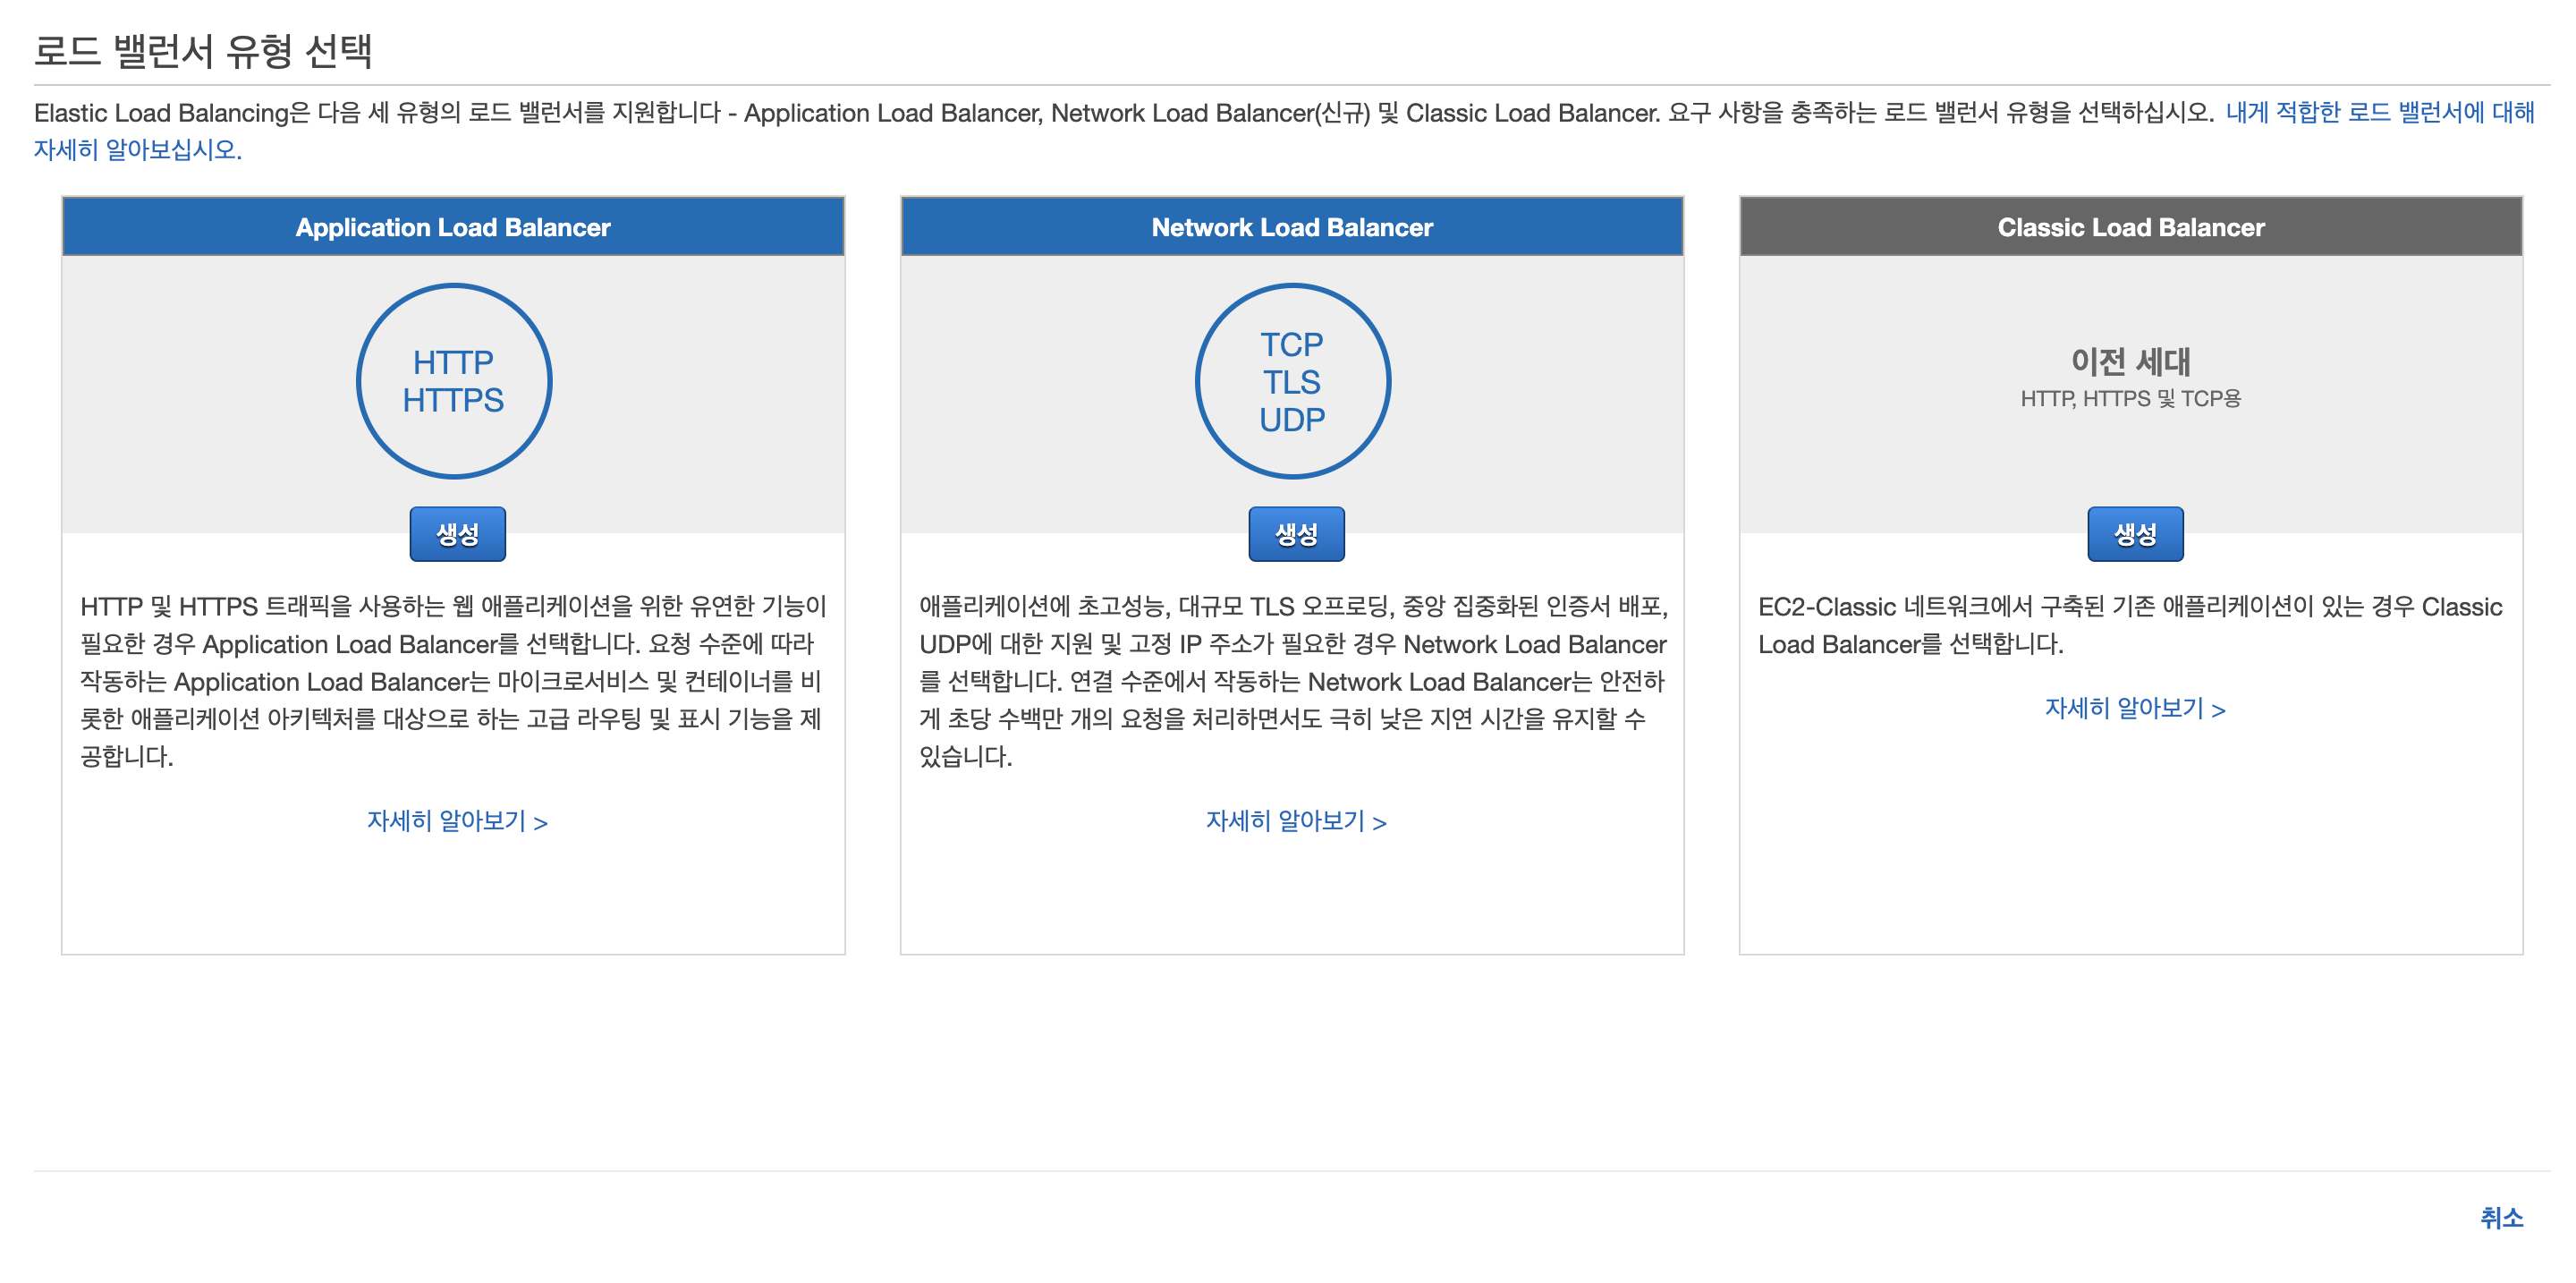 로드 밸런서 유형 선택
Elastic Load Balancing은 다음 세 유형의 로드 밸런서를 지원합니다 - Application Load Balancer, Network Load Balancer(신규) 및 Classic Load Balancer. 요구 사항을 충족하는 로드 밸런서 유형을 선택하십시오. 내게 적합한 로드 밸런서에 대해
자세히 알아보십시오.
Application Load Balancer
HTTP
HTTPS
생성
HTTP 및 HTTPS 트래픽을 사용하는 웹 애플리케이션을 위한 유연한 기능이
필요한 경우 Application Load Balancer를 선택합니다. 요청 수준에 따라
작동하는 Application Load Balancer는 마이크로서비스 및 컨테이너를 비
롯한 애플리케이션 아키텍처를 대상으로 하는 고급 라우팅 및 표시 기능을 제
공합니다.
자세히 알아보기 >
Network Load Balancer
TCP
TLS
UDP
생성
애플리케이션에 초고성능, 대규모 TLS 오프로딩, 중앙 집중화된 인증서 배포,
UDP에 대한 지원 및 고정 IP 주소가 필요한 경우 Network Load Balancer
를 선택합니다. 연결 수준에서 작동하는 Network Load Balancer는 안전하
게 초당 수백만 개의 요청을 처리하면서도 극히 낮은 지연 시간을 유지할 수
있습니다.
자세히 알아보기 >
Classic Load Balancer
이전 세대
HTTP, HTTPS 및 TCP용
생성
EC2-Classic 네트워크에서 구축된 기존 애플리케이션이 있는 경우 Classic
Load Balancer를 선택합니다.
자세히 알아보기 >
취소